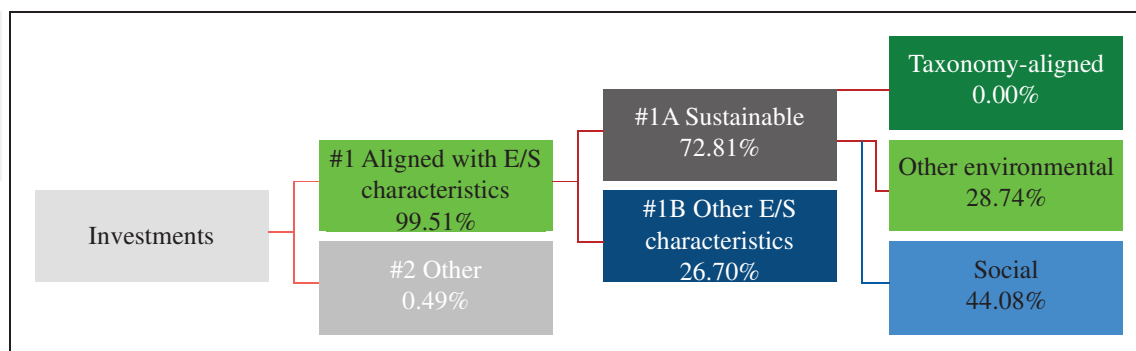 Investments
#1 Aligned with E/S
characteristics
99.51%
#2 Other
0.49%
#1A Sustainable
72.81%
#1B Other E/S
characteristics
26.70%
Taxonomy-aligned
0.00%
Other environmental
28.74%
Social
44.08%